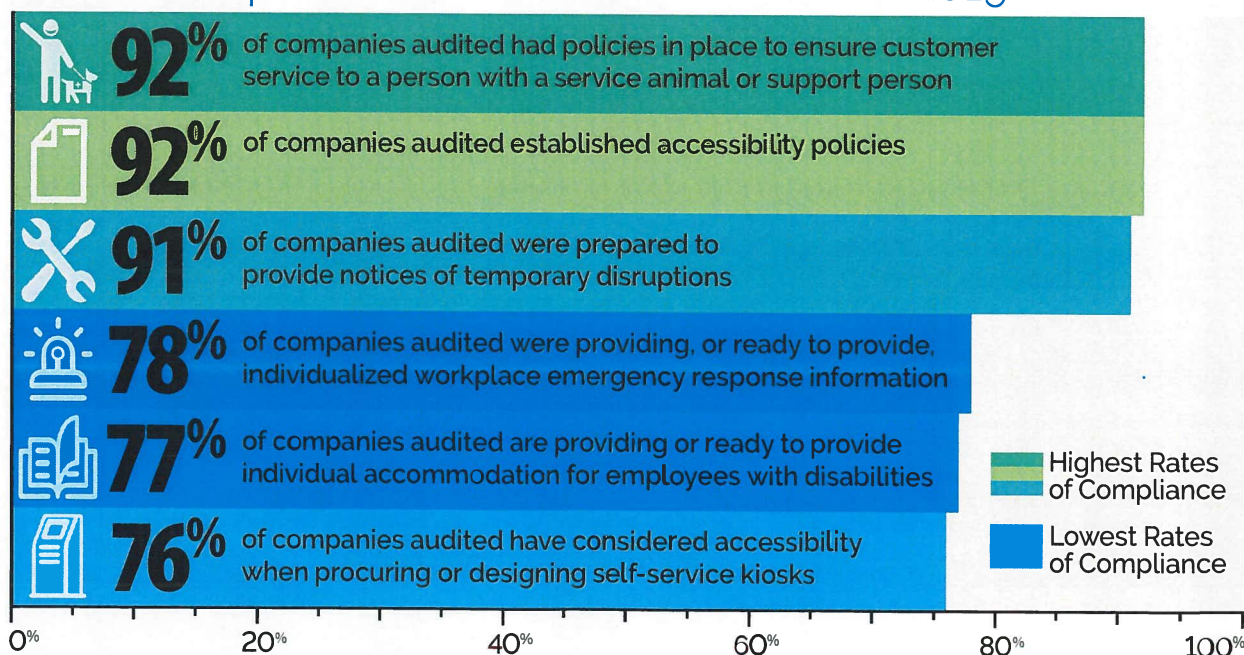 92% of companies audited had policies in place to ensure customer
service to a person with a service animal or support person
92% of companies audited established accessibility policies
91% of companies audited were prepared to
provide notices of temporary disruptions
78% of companies audited were providing, or ready to provide,
individualized workplace emergency response information
77% of companies audited are providing or ready to provide
individual accommodation for employees with disabilities
76% of companies audited have considered accessibility
when procuring or designing self-service kiosks
Highest Rates
of Compliance
Lowest Rates
of Compliance
0% 20% 40% 60% 80% 100%